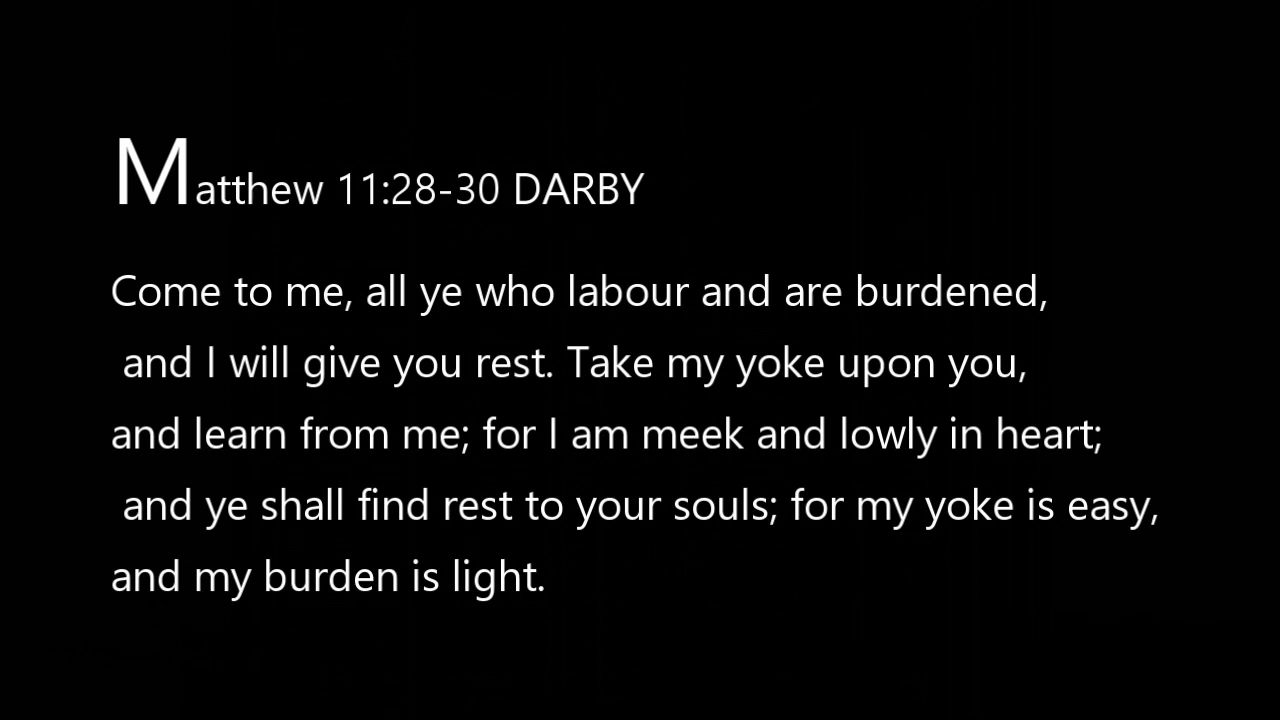 Matthew 11:28-30 DARBY
Come to me, all ye who labour and are burdened,
and I will give you rest. Take my yoke upon you,
and learn from me; for I am meek and lowly in heart;
and ye shall find rest to your souls; for my yoke is easy,
and my burden is light.